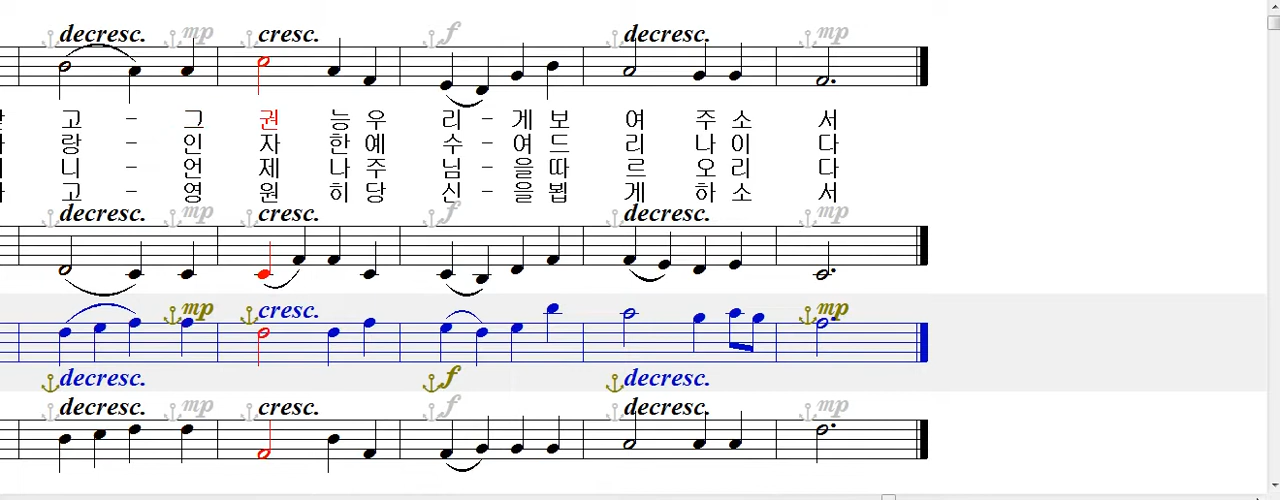 decresc. mp cresc. f decresc. mp
고 - 그 권 능 우 리 - 게 보 여 주 소 서
랑 - 인 자 한 예 수 - 여 드 리 나 이 다
니 - 언 제 나 주 님 - 을 따 르 오 리 다
고 - 영 원 히 당 신 - 을 뵙 게 하 소 서
decresc. mp cresc. f decresc. mp
mp cresc. mp
decresc. f decresc.
decresc. mp cresc. f decresc. mp